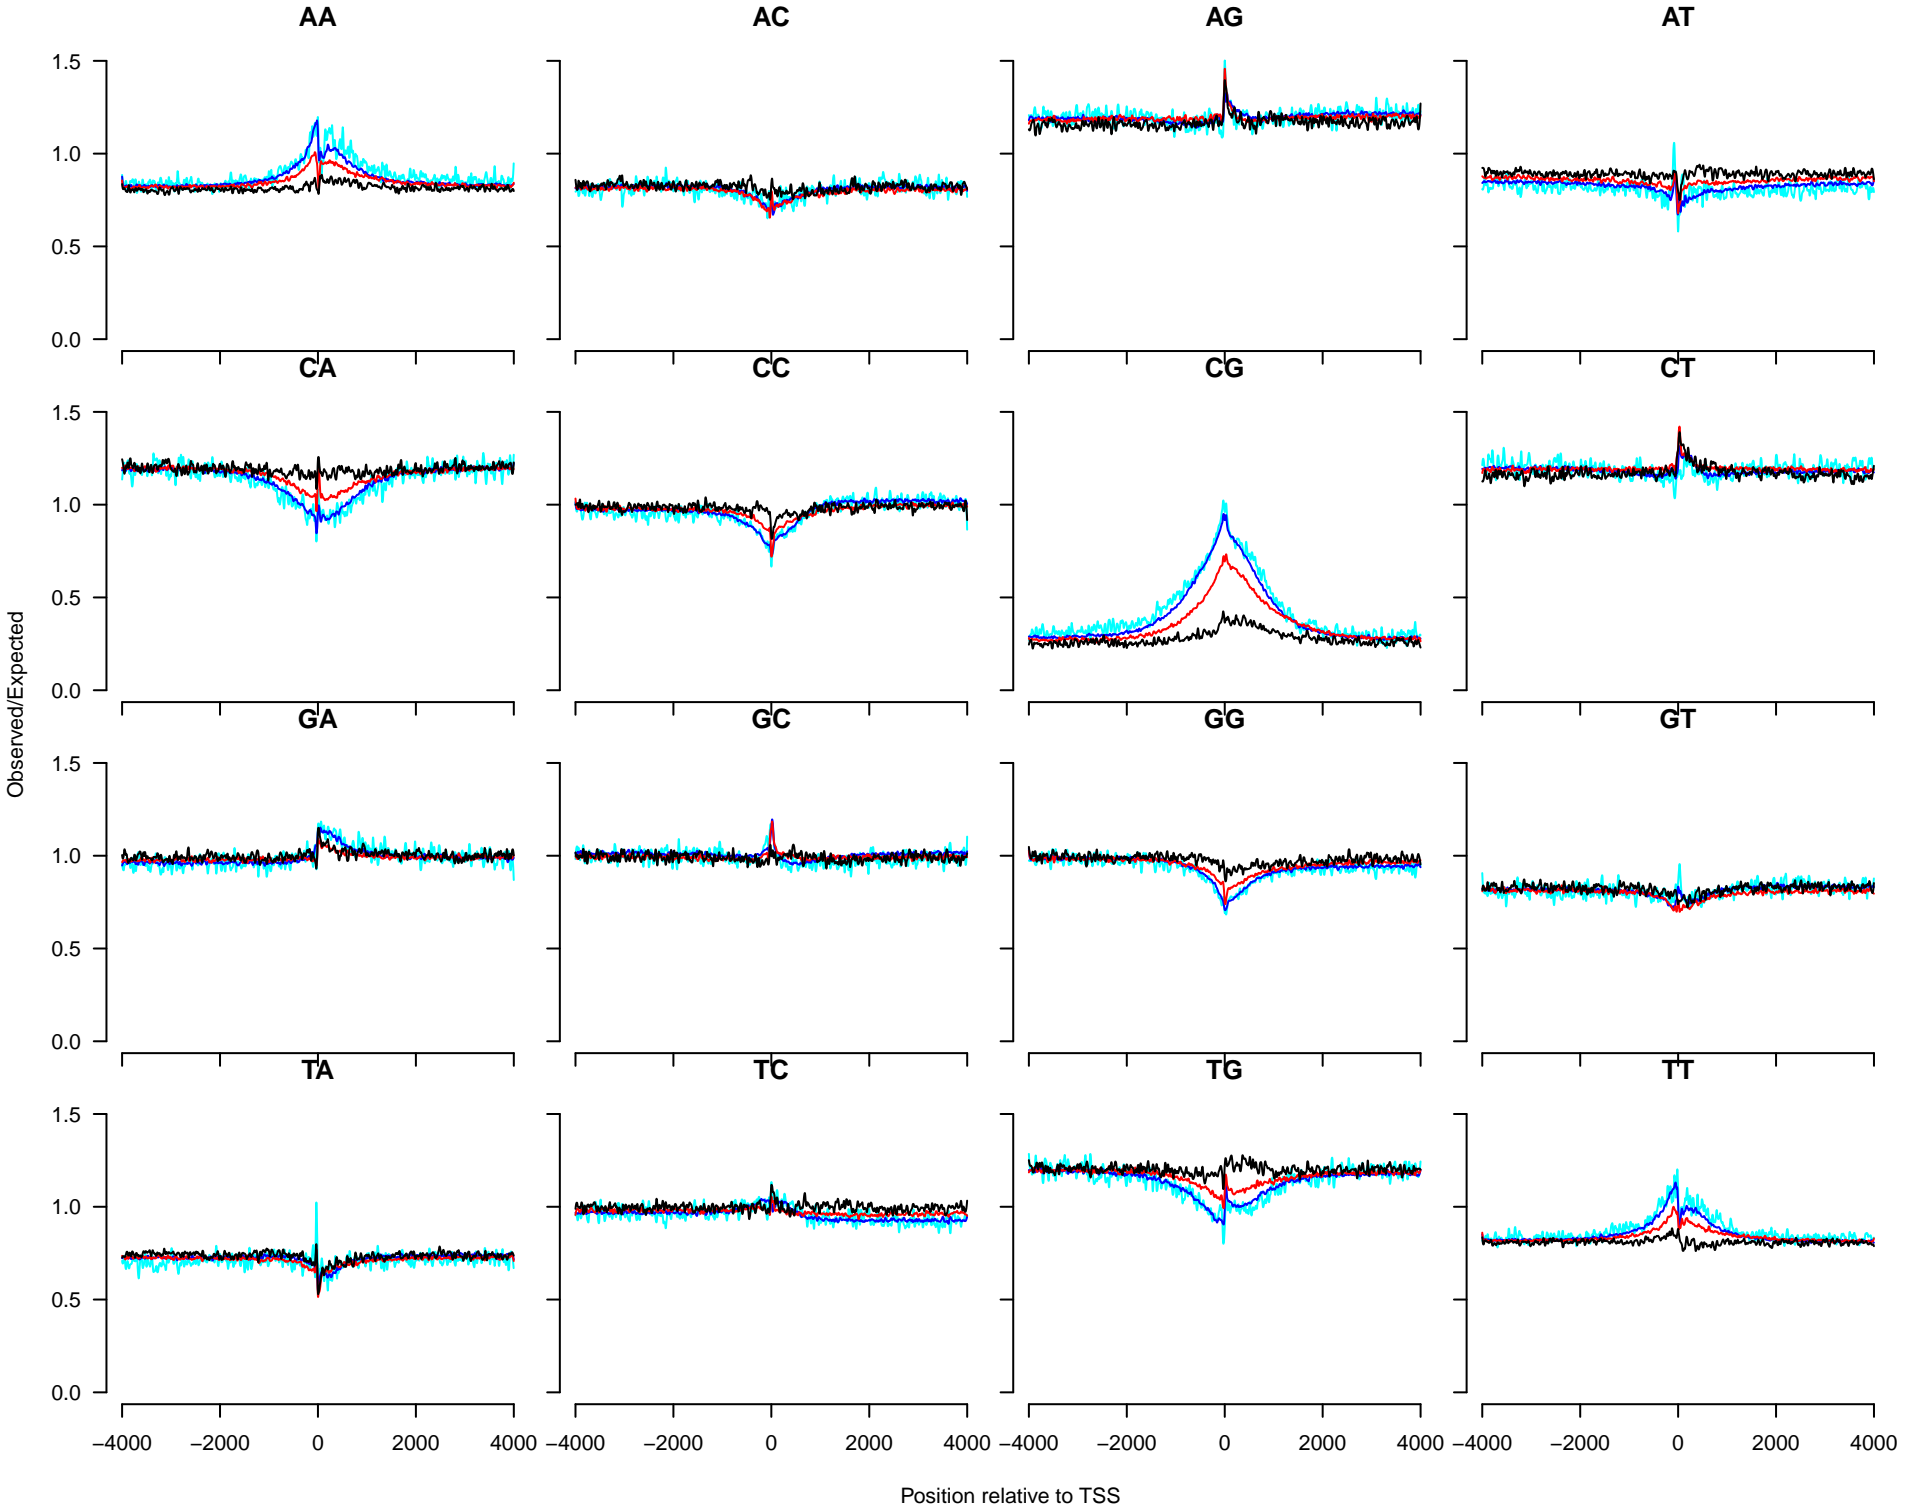 AA AC AG AT
1.5
1.0
0.5
0.0
CA CC CG CT
1.5
1.0
0.5
0.0
GA GC GG GT
1.5
1.0
0.5
0.0
TA TC TG TT
1.5
1.0
0.5
0.0
−4000 −2000 0 2000 4000 −4000 −2000 0 2000 4000 −4000 −2000 0 2000 4000 −4000 −2000 0 2000 4000
Observed/Expected
Position relative to TSS